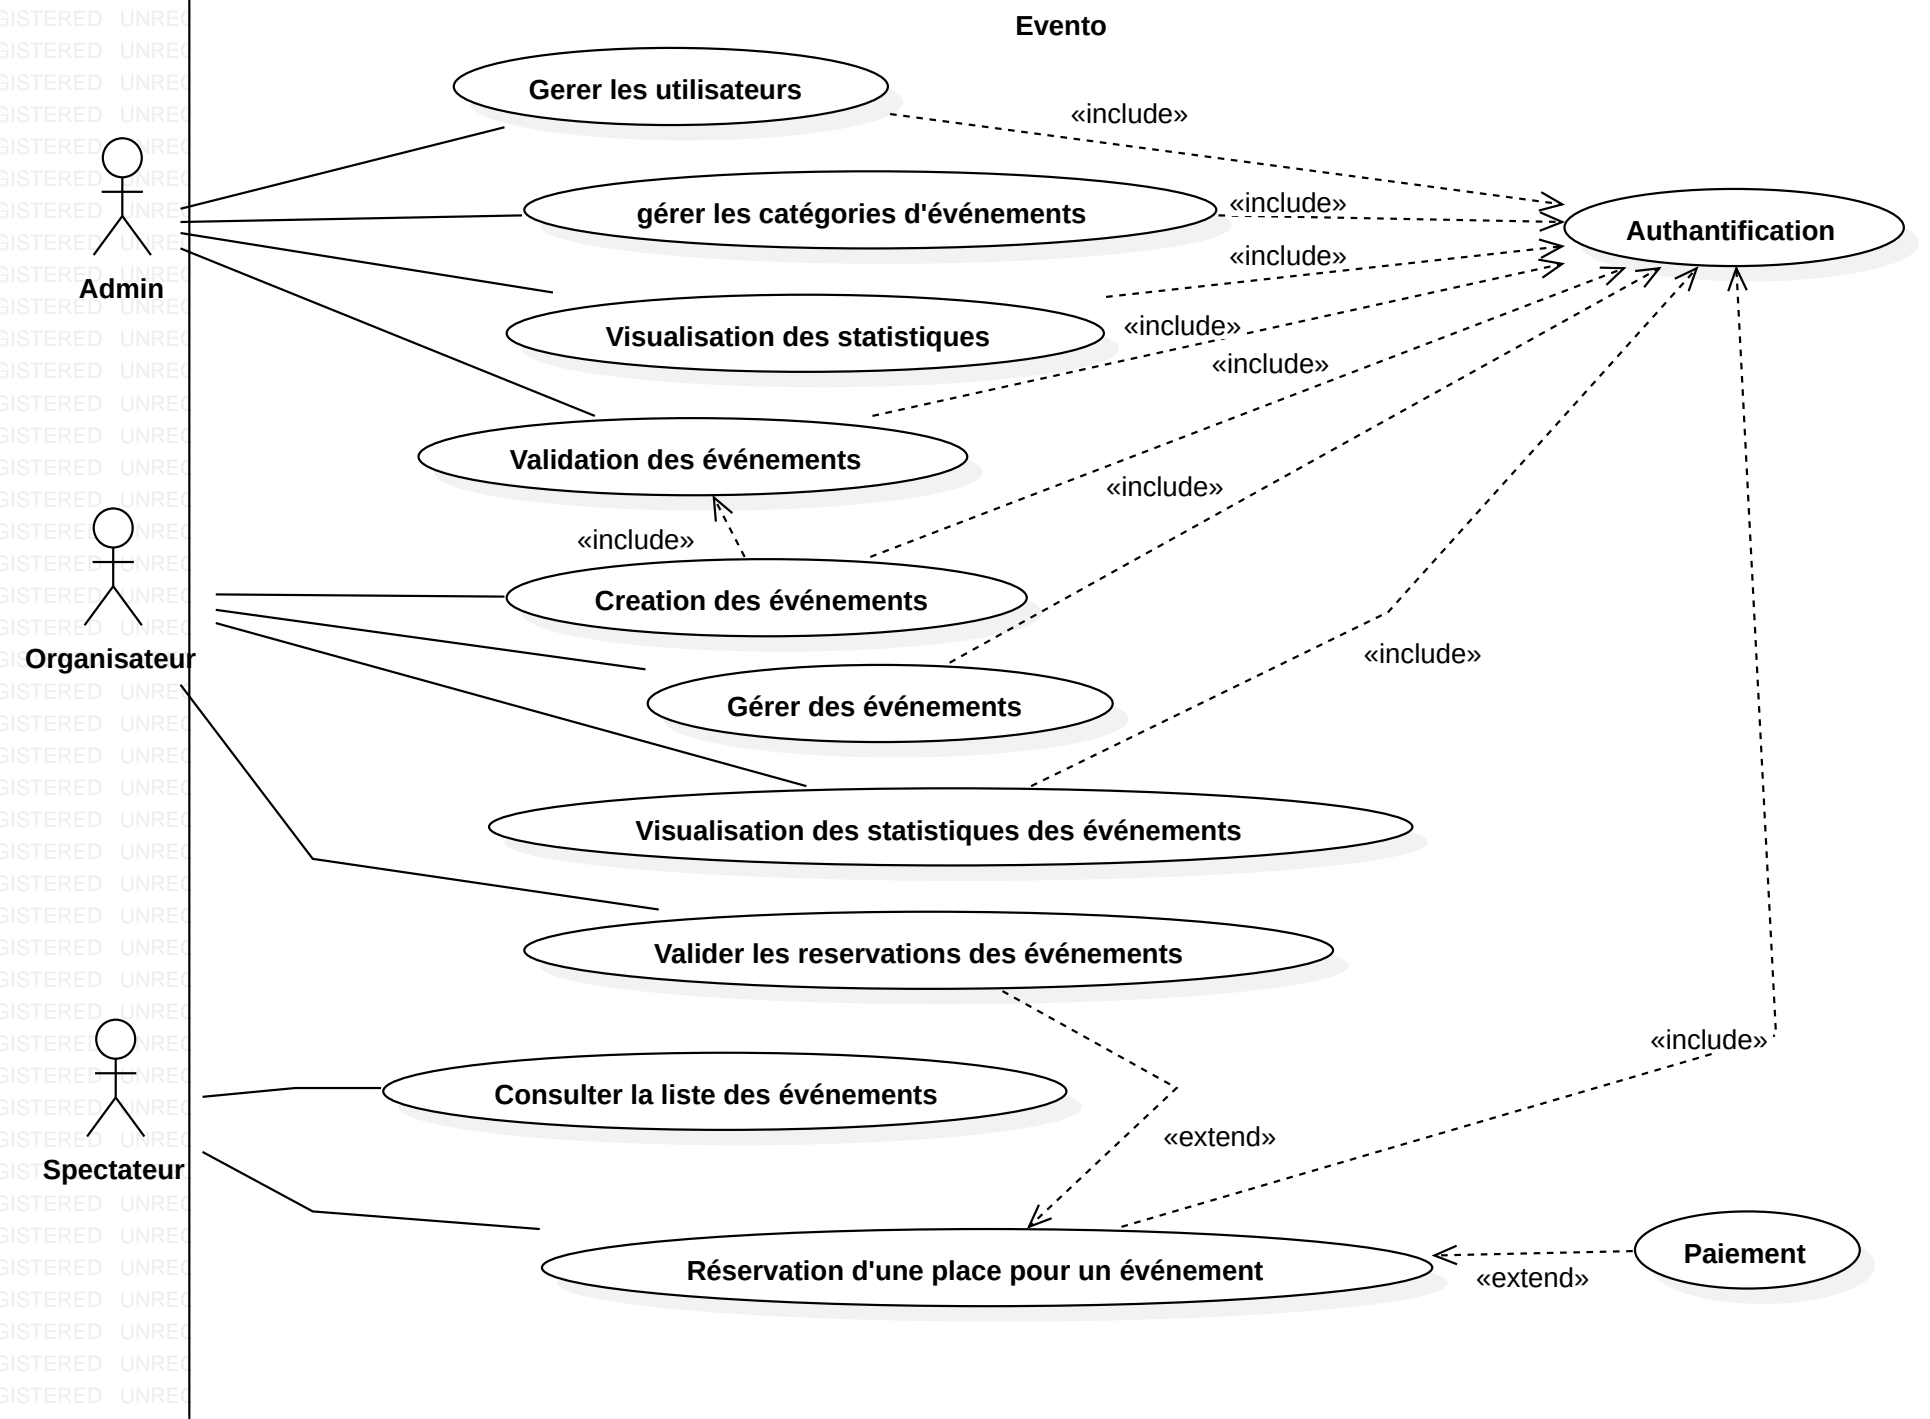 Evento
Gerer les utilisateurs
«include»
gérer les catégories d'événements
«include»
Authantification
«include»
Admin
Visualisation des statistiques
«include»
«include»
Validation des événements
«include»
«include»
Creation des événements
Organisateur
«include»
Gérer des événements
Visualisation des statistiques des événements
Valider les reservations des événements
«include»
Consulter la liste des événements
«extend»
Spectateur
Réservation d'une place pour un événement
Paiement
«extend»